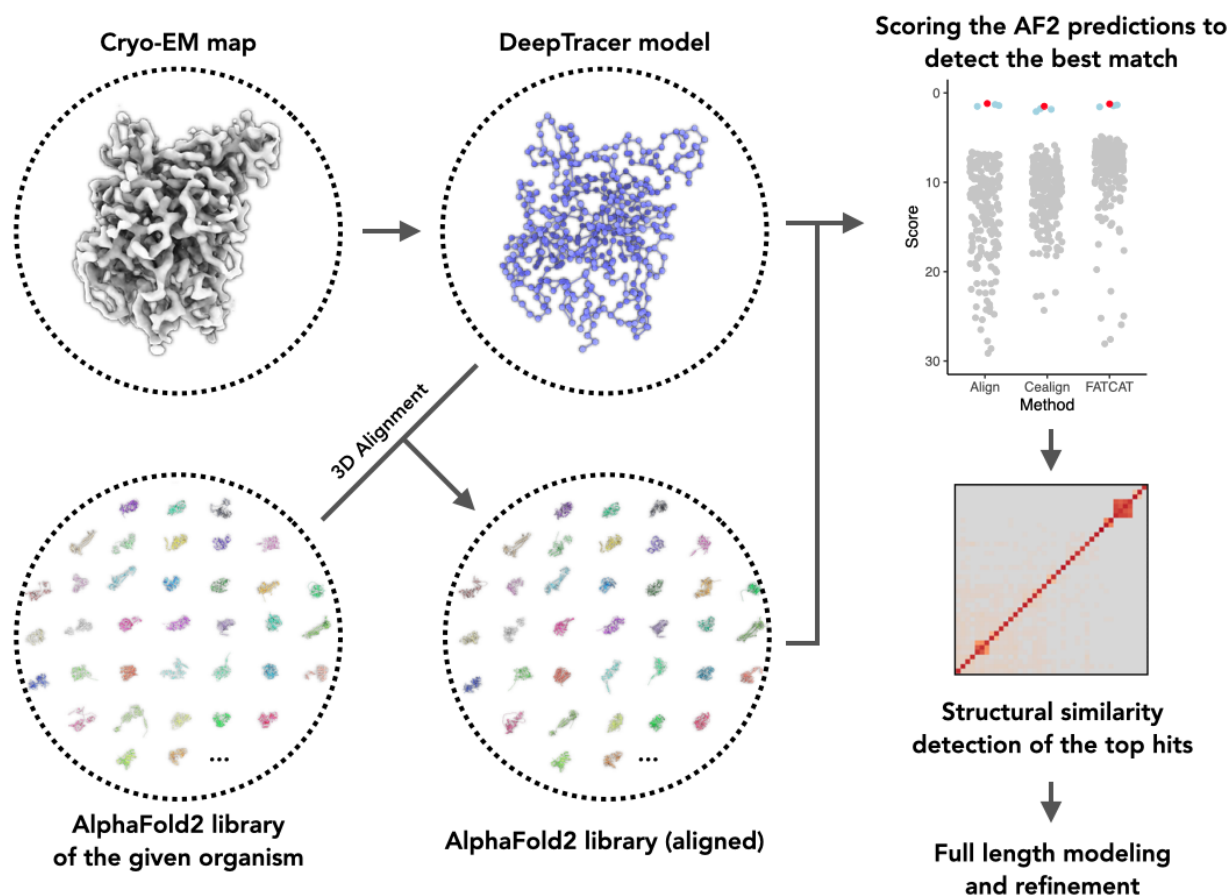 Cryo-EM map
DeepTracer model
Scoring the AF2 predictions to
detect the best match
0
10
20
30
Score
Align
Cealign
FATCAT
Method
3D Alignment
...
...
AlphaFold2 library
of the given organism
AlphaFold2 library (aligned)
Structural similarity
detection of the top hits
Full length modeling
and refinement